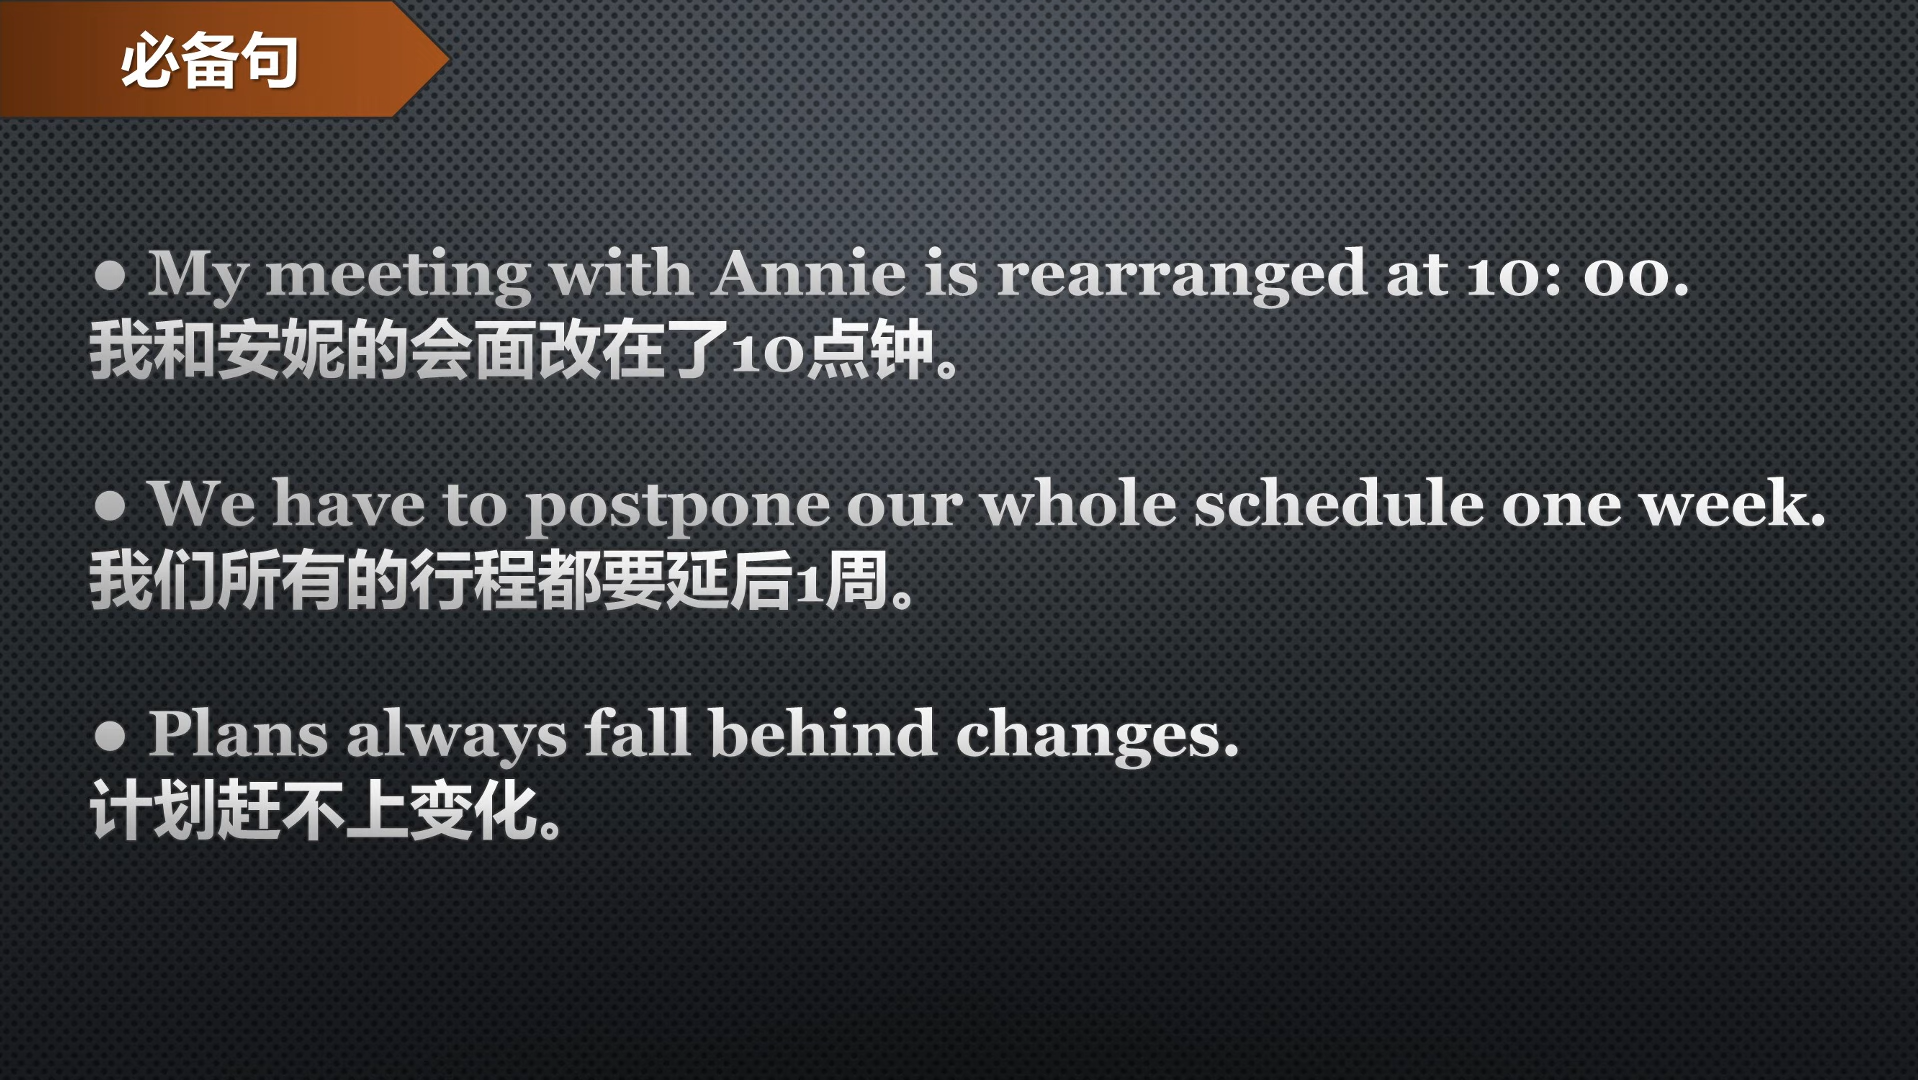 必备句
● My meeting with Annie is rearranged at 10: 00.
我和安妮的会面改在了10点钟。
● We have to postpone our whole schedule one week.
我们所有的行程都要延后1周。
● Plans always fall behind changes.
计划赶不上变化。